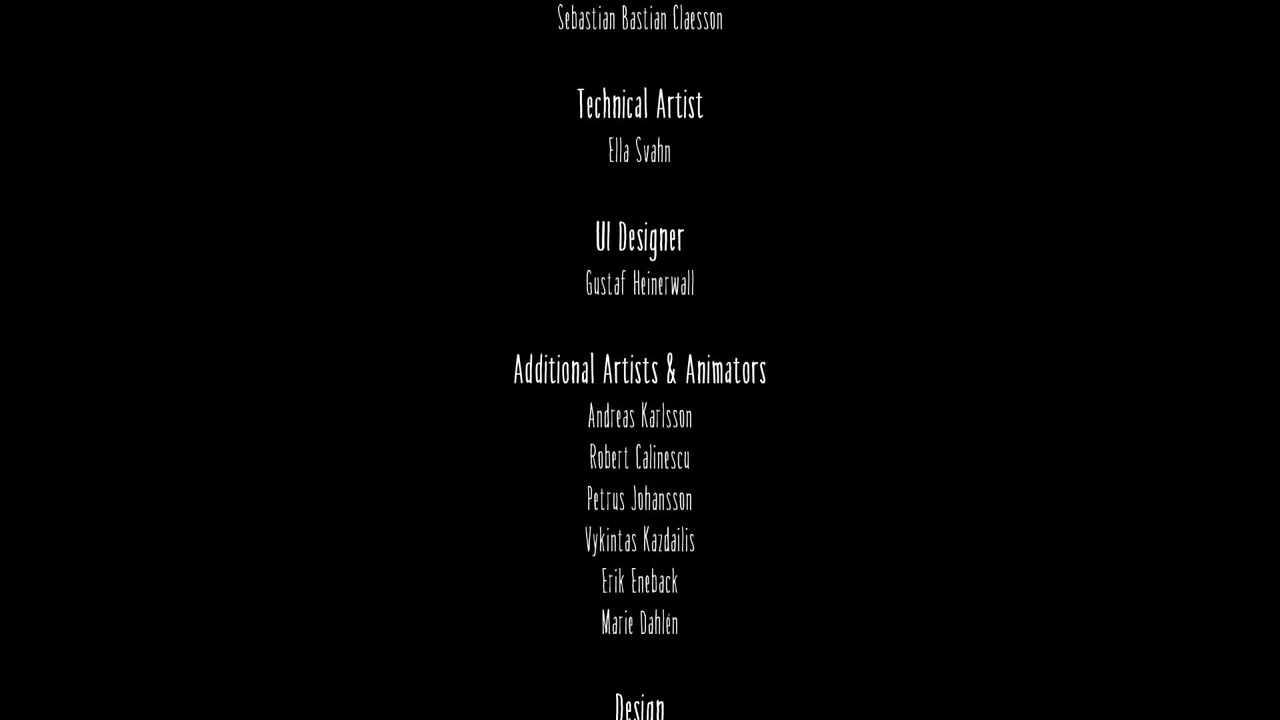 Sebastian Bastian Claesson
Technical Artist
Ella Svahn
UI Designer
Gustaf Heinerwall
Additional Artists & Animators
Andreas Karlsson
Robert Calinescu
Petrus Johansson
Vykintas Kazdailis
Erik Eneback
Marie Dahlén
Design